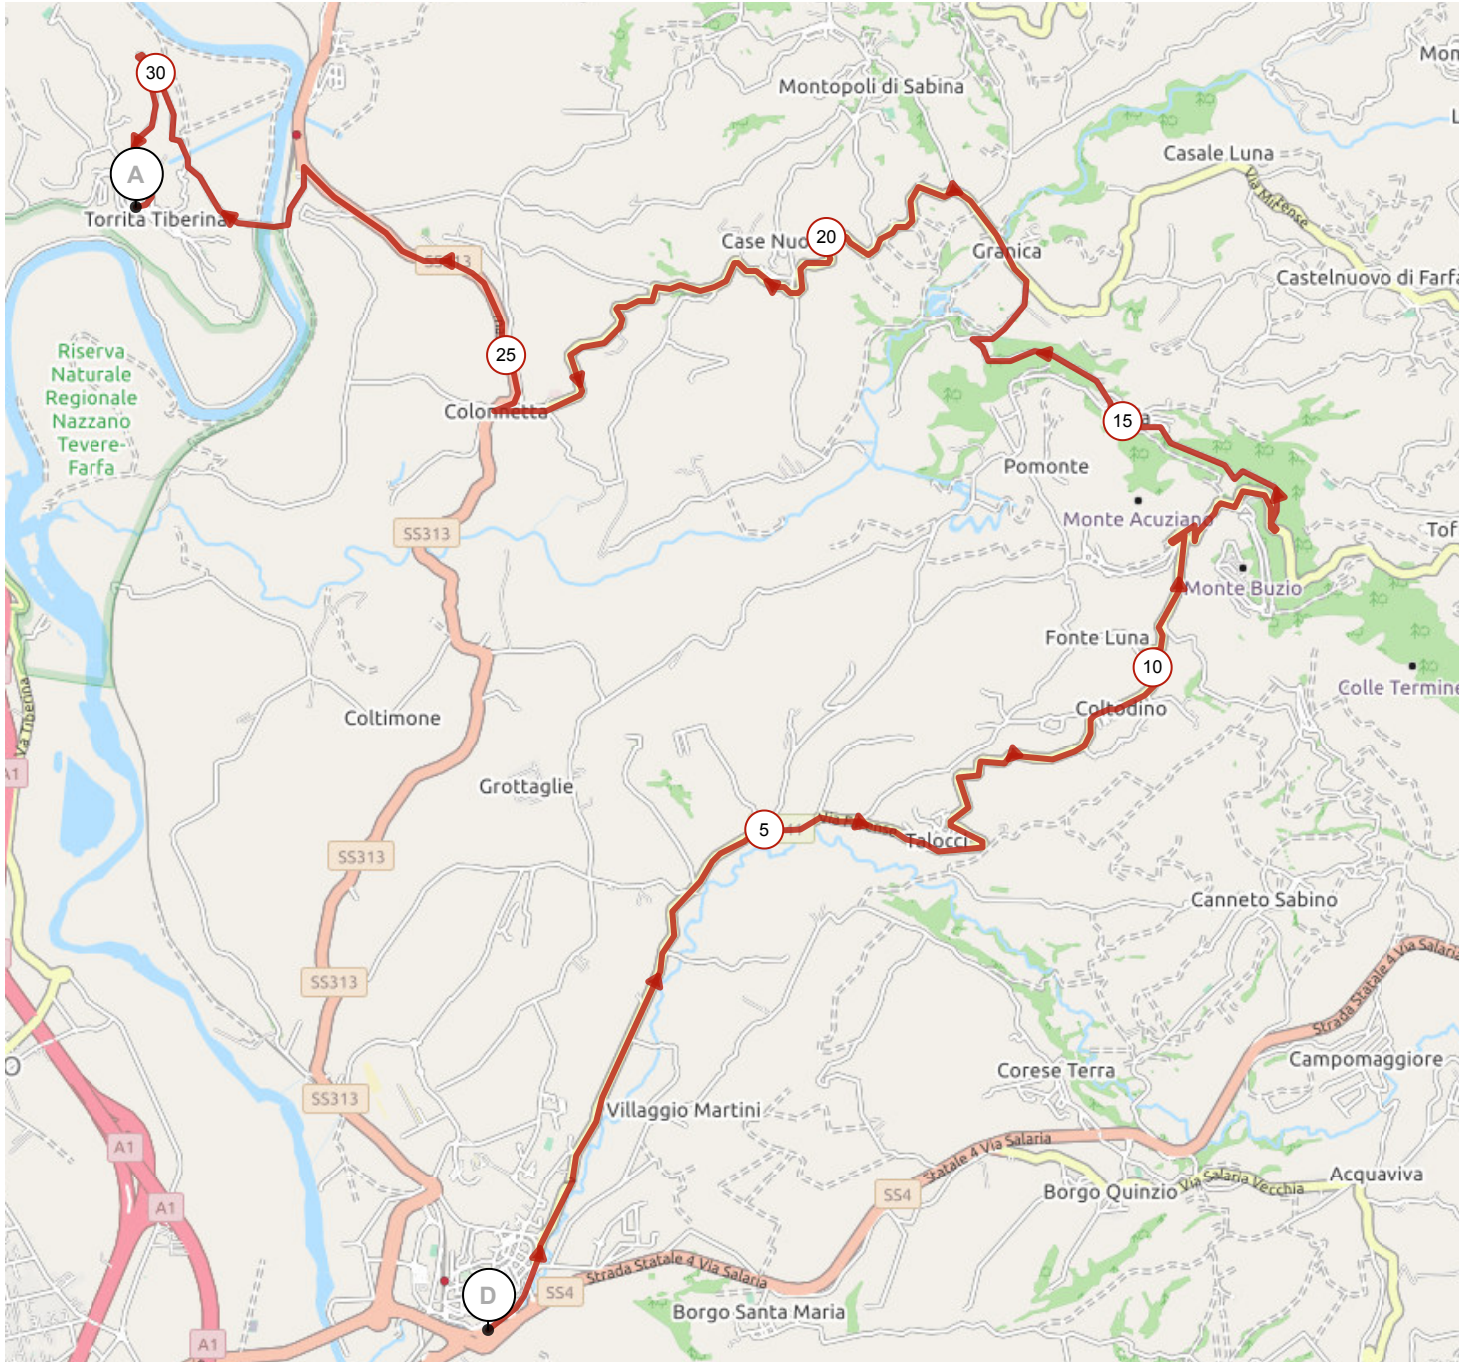 Mon
Montopoli di Sabina
30
L
Casale Luna
Via Mirtense
A
Torrita Tiberina
20
Case Nuo
Granica
SS313
Castelnuovo di Farfa
25
Riserva
Naturale
Regionale
Nazzano
Tevere-
Farfa
Colonnetta
15
a
Pomonte
Monte Acuziano
SS313
Tof
Monte Buzio
Fonte Luna
10
Colle Termine
Via Tiberina
Coltodino
Coltimone
A1
Grottaglie
5
Via Farense
Talocci
SS313
Canneto Sabino
Strada Statale 4 Via Salaria
SS313
O
Campomaggiore
Corese Terra
SS313
Villaggio Martini
A1
Statale 4 Via Salaria
Acquaviva
Via Salaria Vecchia
Borgo Quinzio
SS4
A1
Strada Statale 4 Via Salaria
SS4
D
Borgo Santa Maria
A1